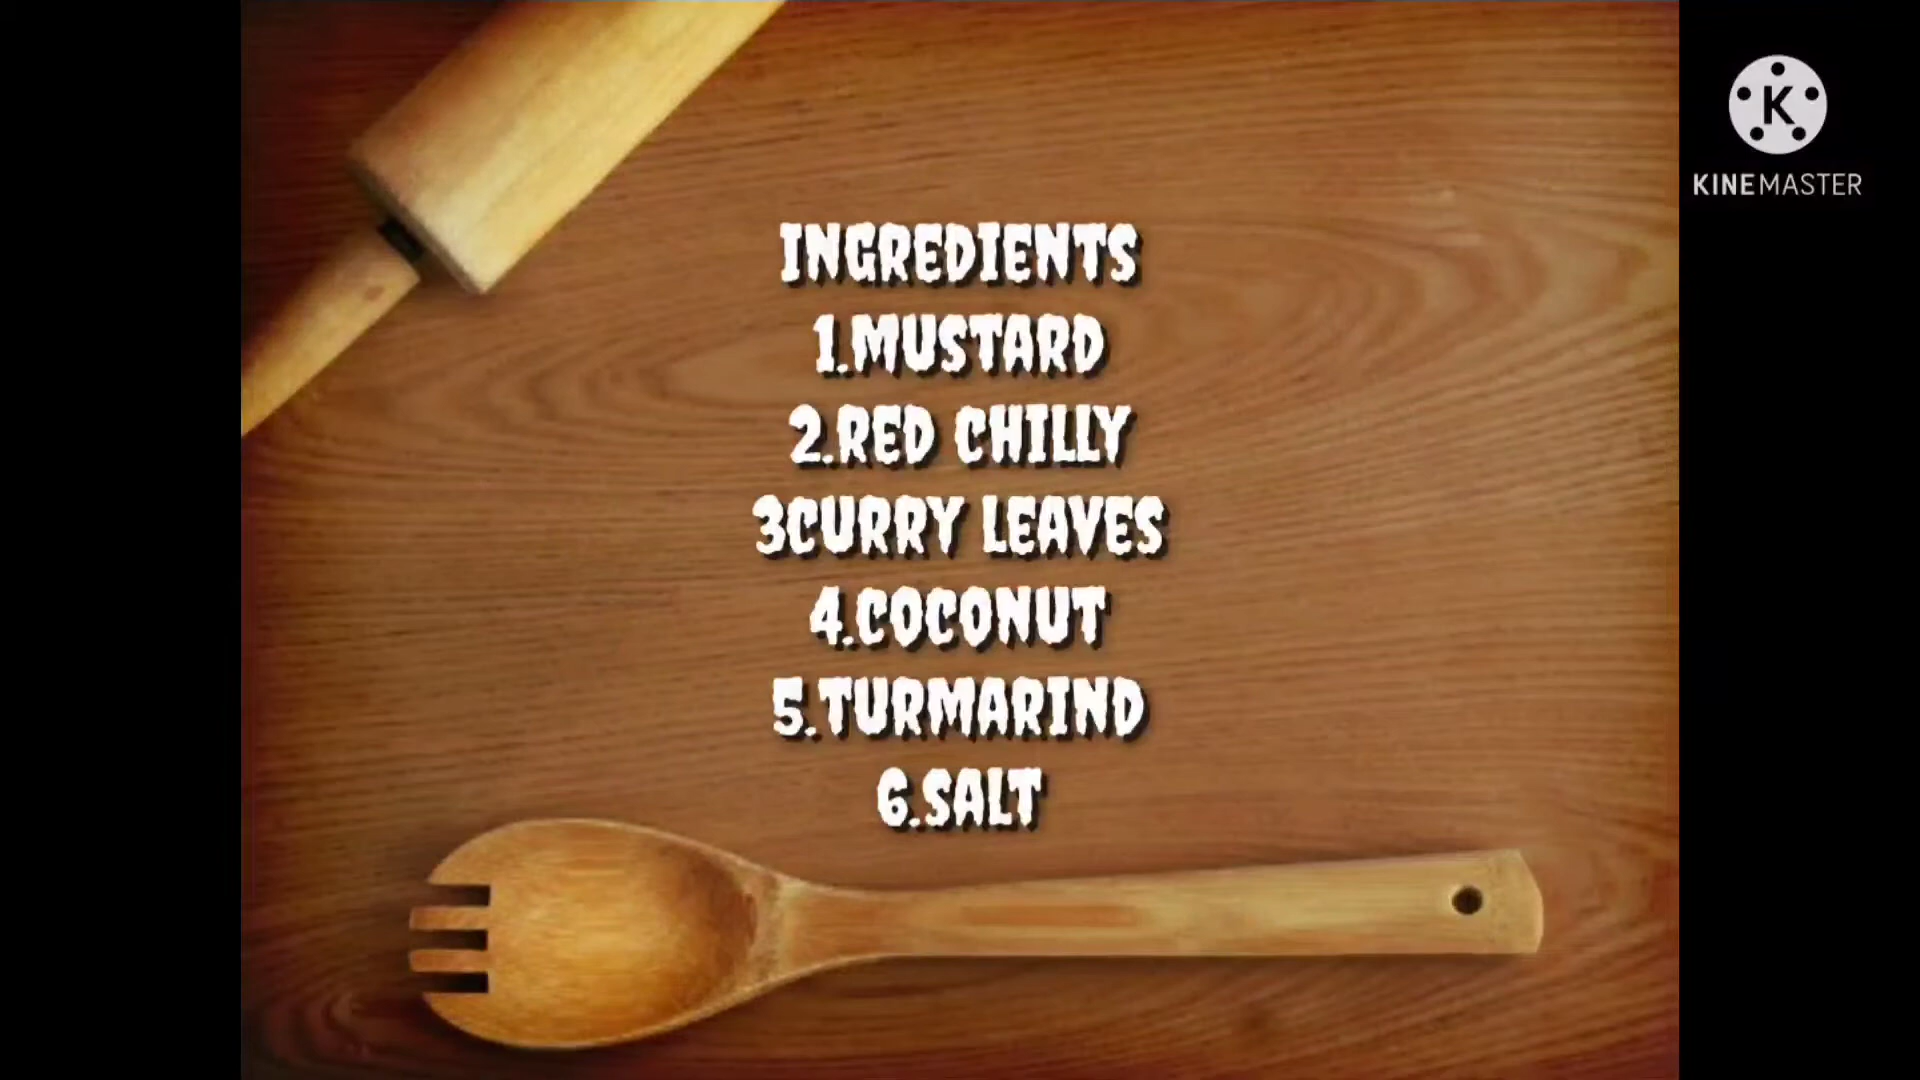 KINEMASTER
INGREDIENTS
1.MUSTARD
2.RED CHILLY
3CURRY LEAVES
4.COCONUT
5.TURMARIND
6.SALT